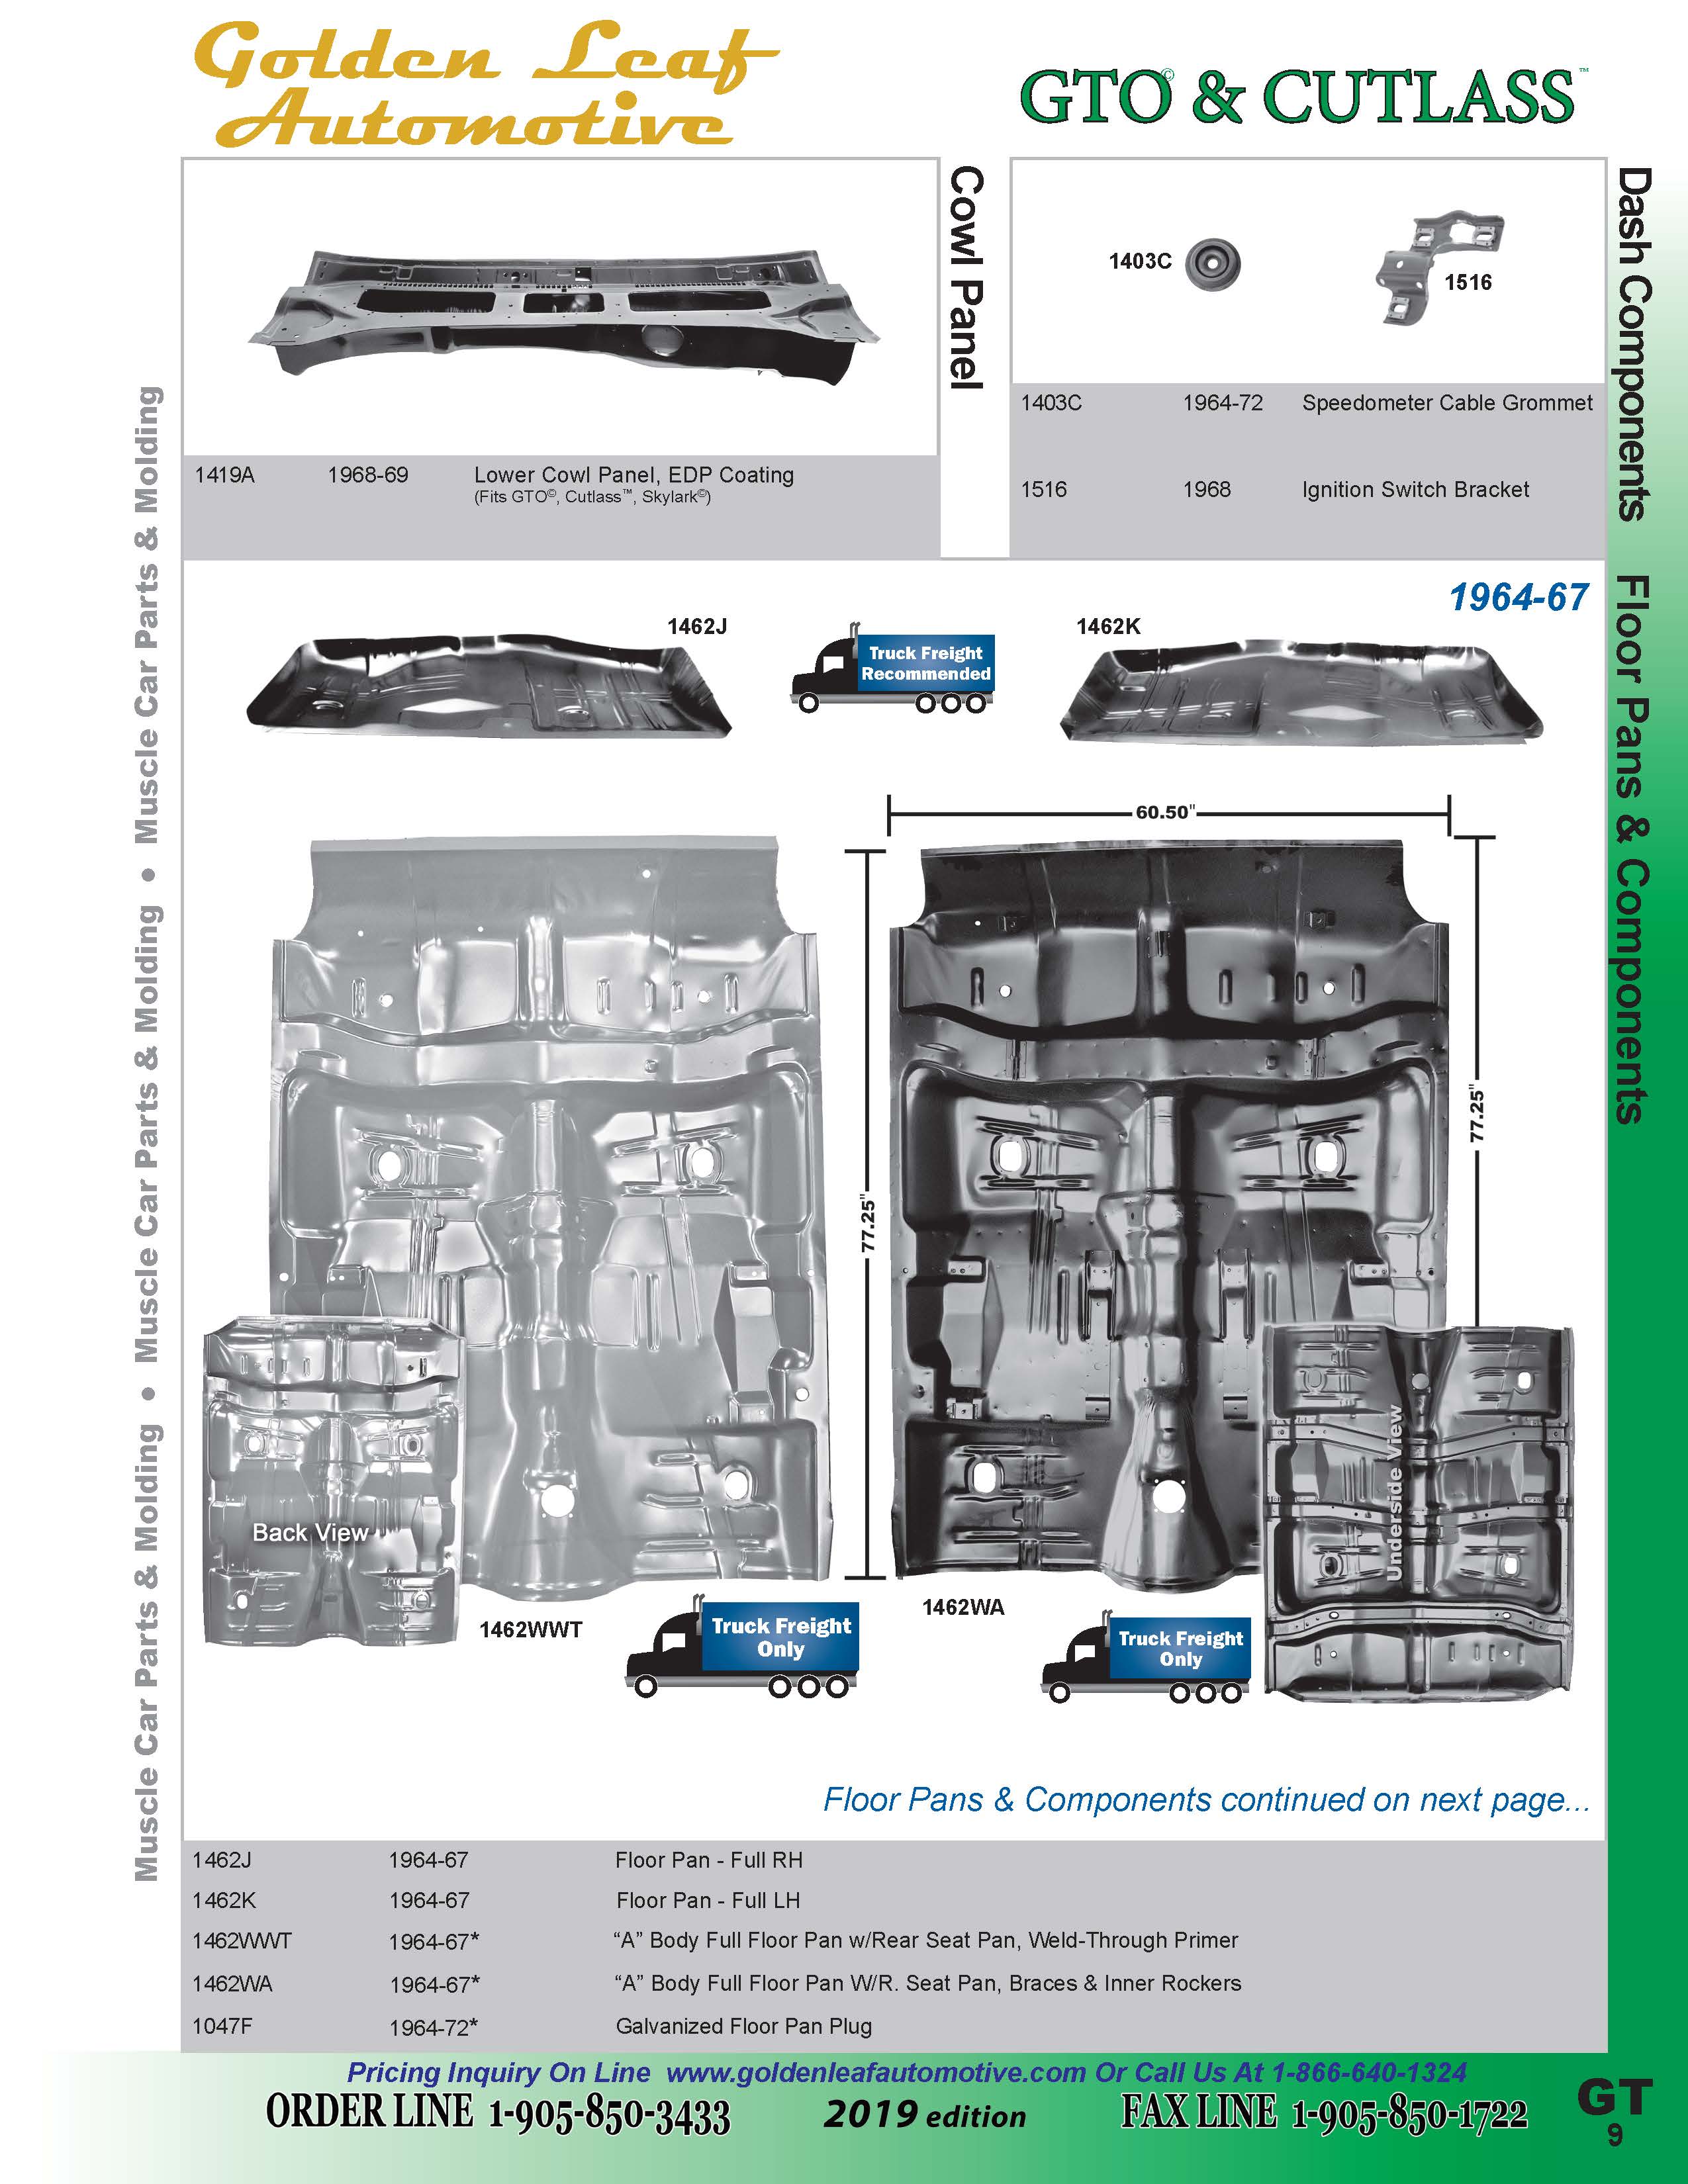 Golden Leaf
Automotive
GTO© & CUTLASS™
Cowl Panel
1419A 1968-69 Lower Cowl Panel, EDP Coating
(Fits GTO©, Cutlass™, Skylark©)
Dash Components
1403C
1516
1403C 1964-72 Speedometer Cable Grommet
1516 1968 Ignition Switch Bracket
Floor Pans & Components
1964-67
1462J
Truck Freight
Recommended
1462K
60.50"
77.25"
77.25"
Back View
Underside View
1462WWT
Truck Freight
Only
1462WA
Truck Freight
Only
Floor Pans & Components continued on next page...
1462J 1964-67 Floor Pan - Full RH
1462K 1964-67 Floor Pan - Full LH
1462WWT 1964-67* “A” Body Full Floor Pan w/Rear Seat Pan, Weld-Through Primer
1462WA 1964-67* “A” Body Full Floor Pan W/R. Seat Pan, Braces & Inner Rockers
1047F 1964-72* Galvanized Floor Pan Plug
Muscle Car Parts & Molding • Muscle Car Parts & Molding • Muscle Car Parts & Molding
Pricing Inquiry On Line www.goldenleafautomotive.com Or Call Us At 1-866-640-1324
ORDER LINE 1-905-850-3433 2019 edition FAX LINE 1-905-850-1722
GT
9